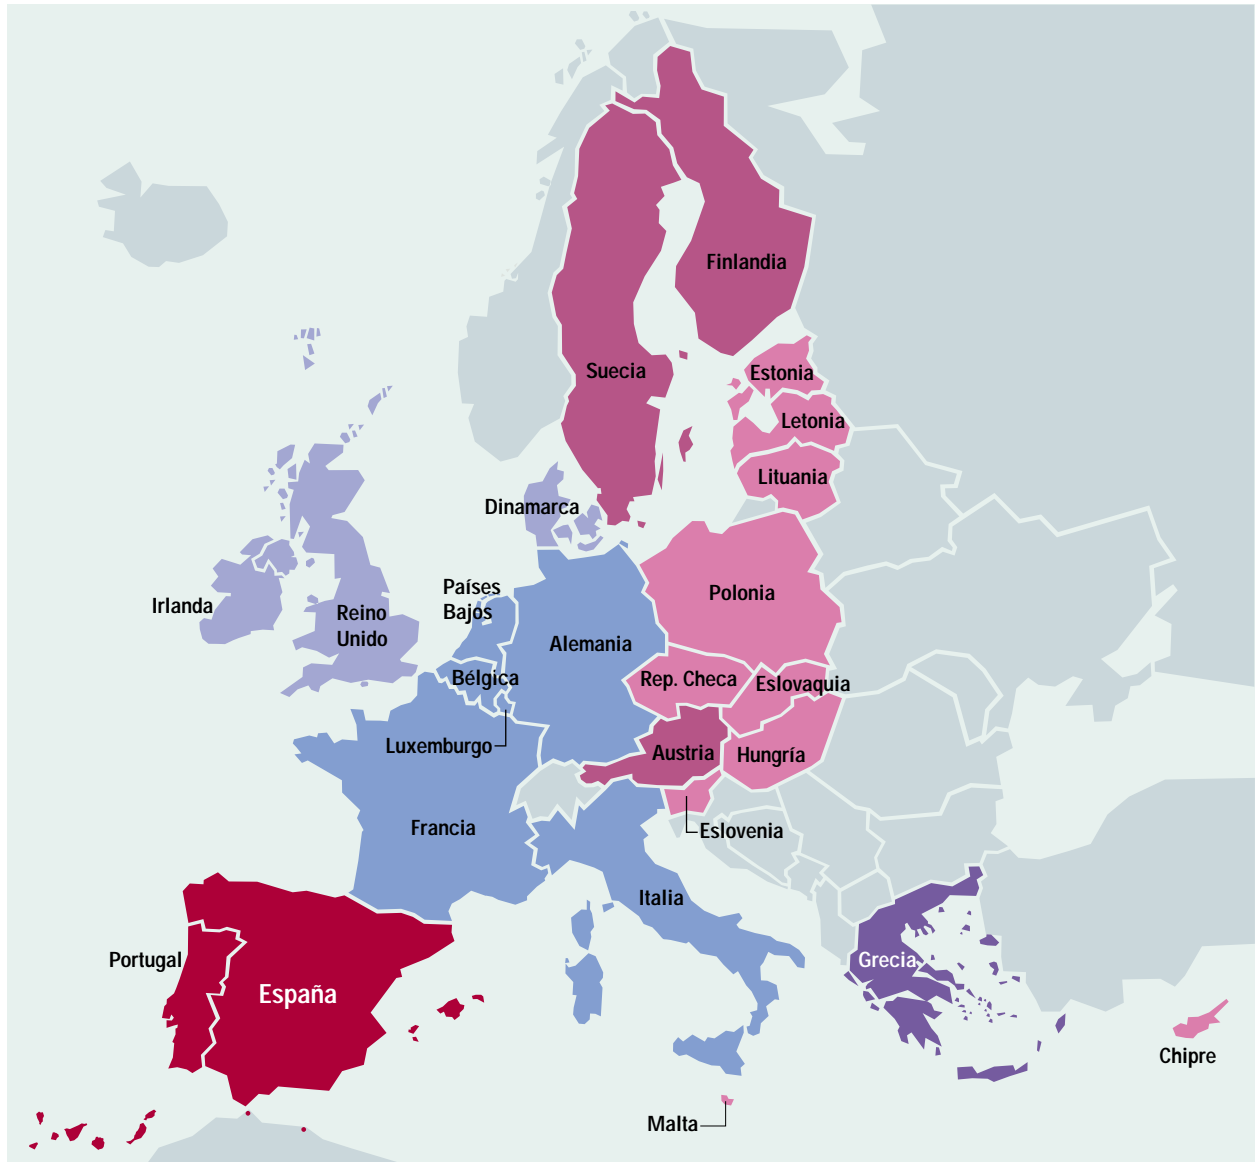 Finlandia
Suecia
Estonia
Letonia
Lituania
Dinamarca
Países
Bajos
Irlanda
Reino
Unido
Polonia
Alemania
Bélgica
Rep. Checa
Eslovaquia
Luxemburgo
Austria
Hungría
Francia
Eslovenia
Italia
Portugal
España
Grecia
Chipre
Malta